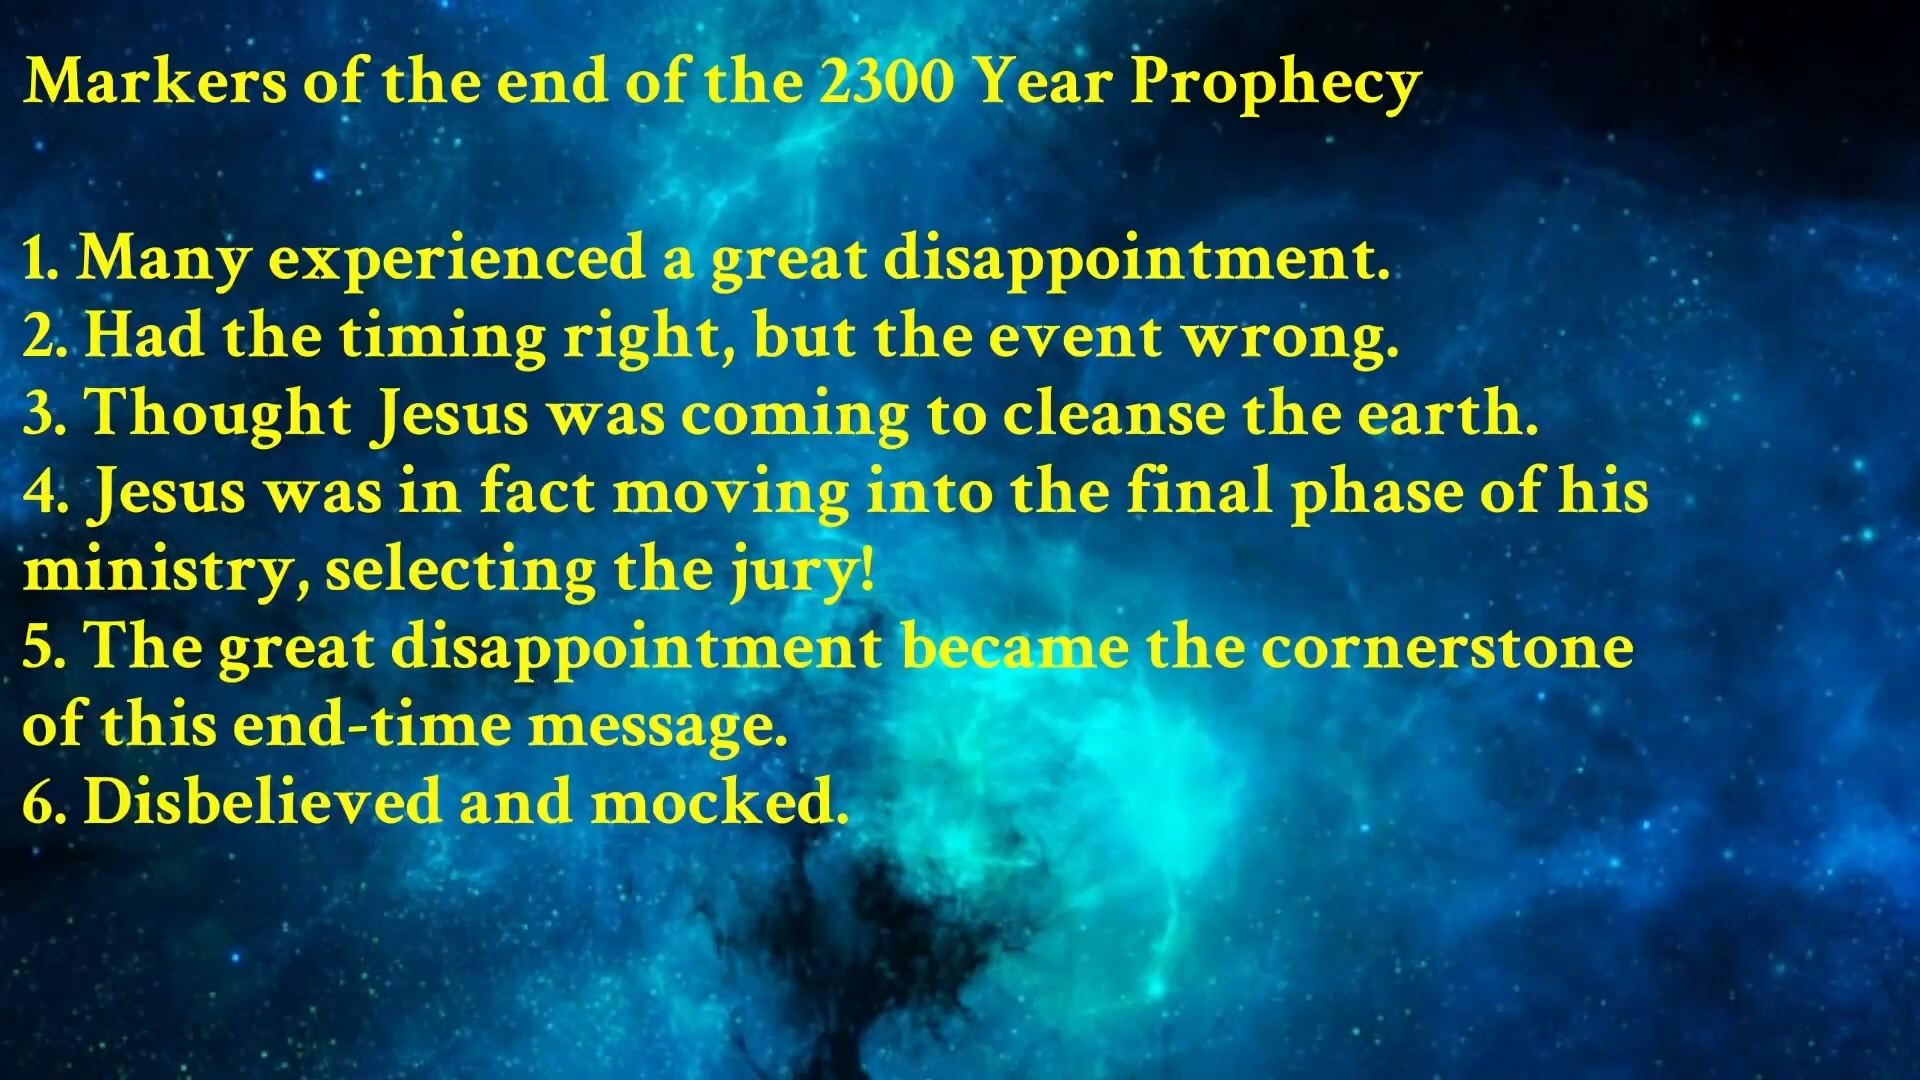 Markers of the end of the 2300 Year Prophecy
1. Many experienced a great disappointment.
2. Had the timing right, but the event wrong.
3. Thought Jesus was coming to cleanse the earth.
4. Jesus was in fact moving into the final phase of his
ministry, selecting the jury!
5. The great disappointment became the cornerstone
of this end-time message.
6. Disbelieved and mocked.